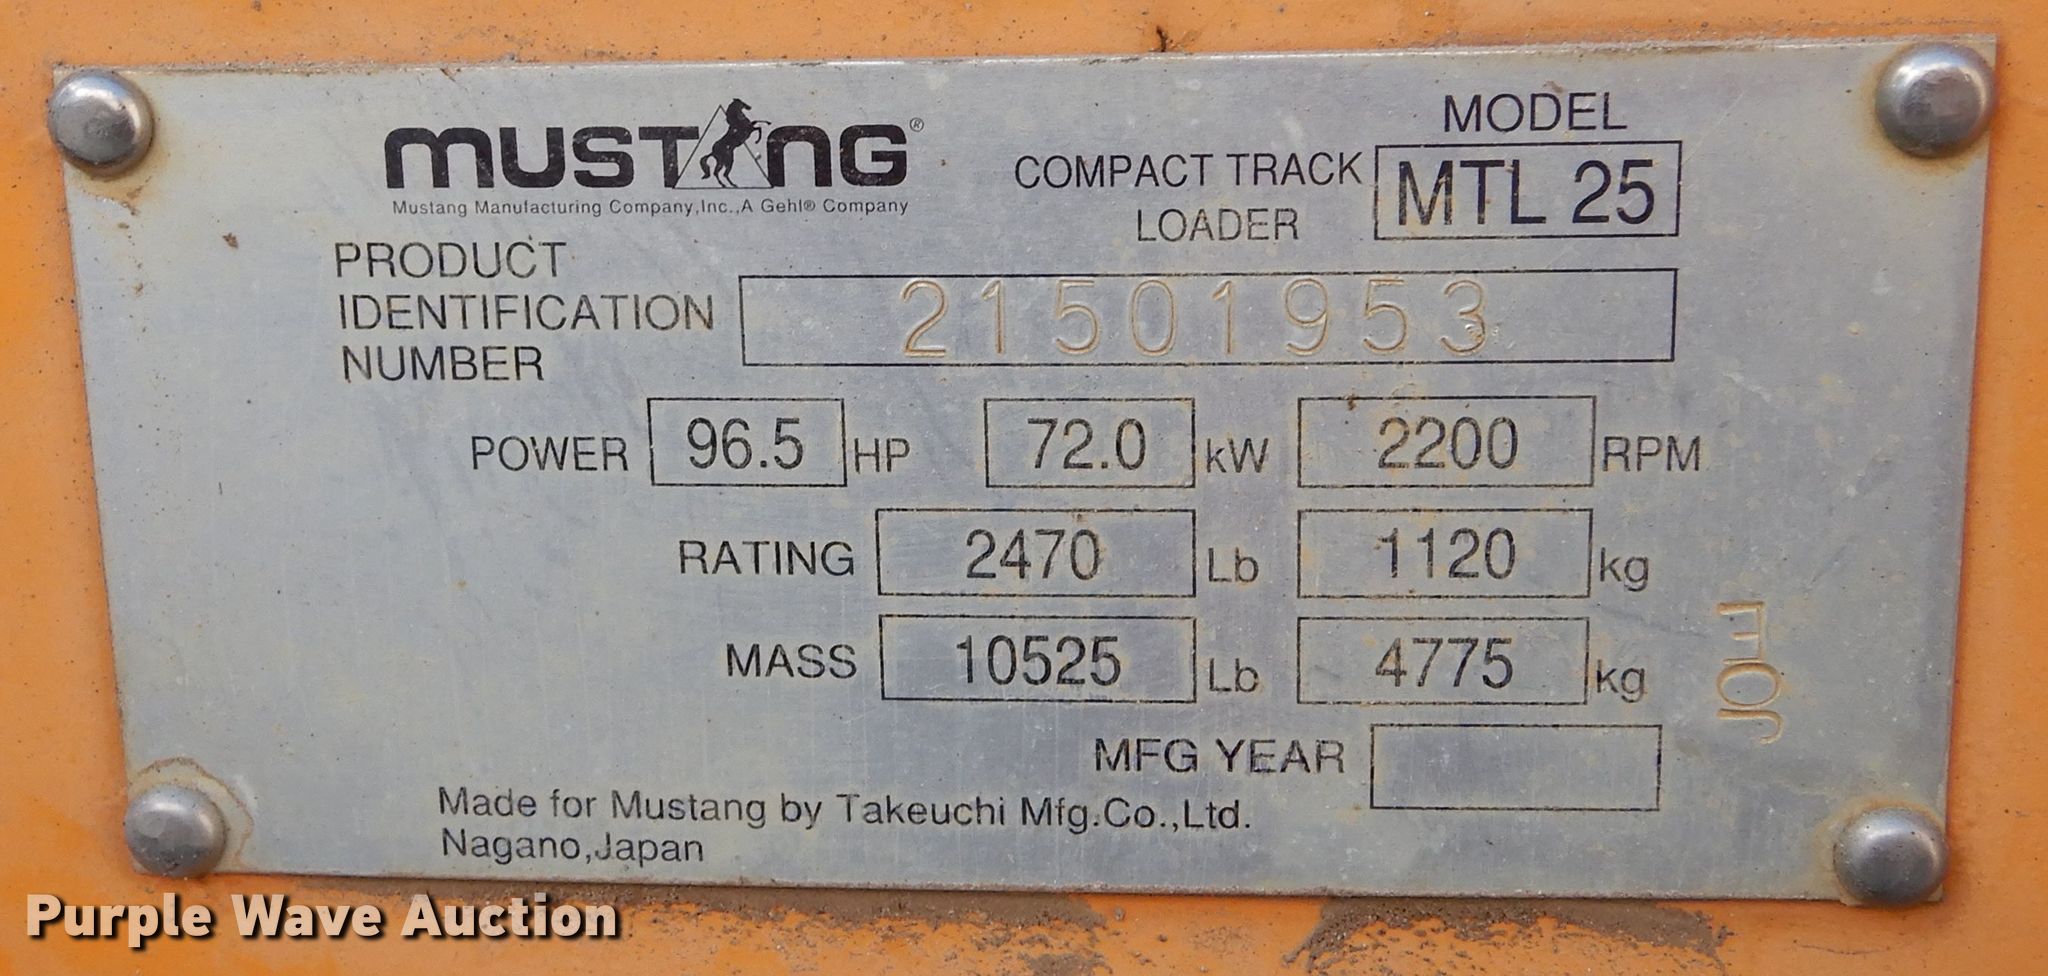 MUSTANG®
Mustang Manufacturing Company,Inc.,A Gehl® Company
MODEL
COMPACT TRACK LOADER MTL 25
PRODUCT IDENTIFICATION NUMBER 21501953
POWER 96.5 HP 72.0 kW 2200 RPM
RATING 2470 Lb 1120 kg
MASS 10525 Lb 4775 kg
MFG YEAR
Made for Mustang by Takeuchi Mfg.Co.,Ltd.
Nagano,Japan
Purple Wave Auction